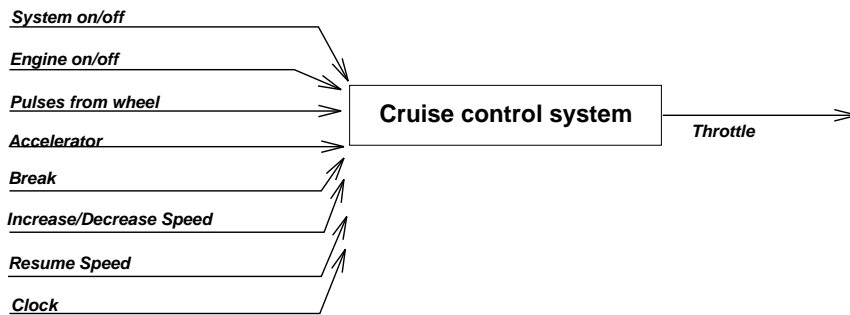 System on/off
Engine on/off
Pulses from wheel
Accelerator
Break
Increase/Decrease Speed
Resume Speed
Clock
Cruise control system
Throttle